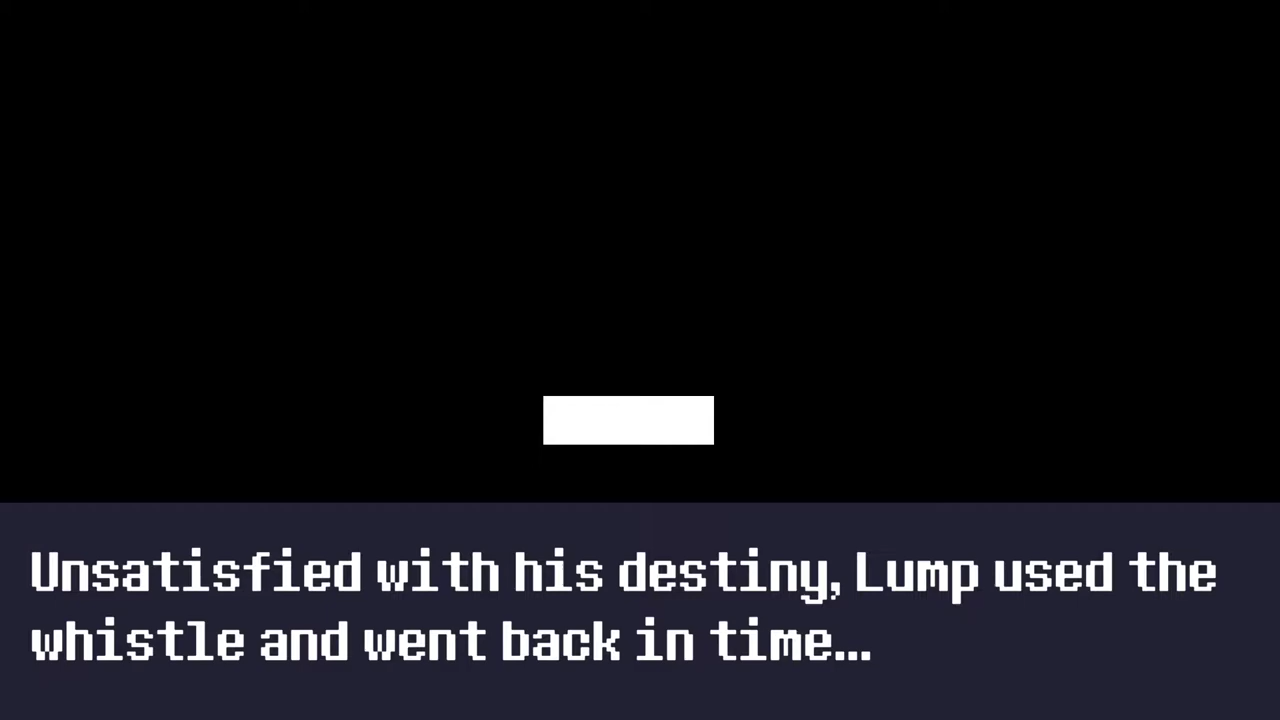 Unsatisfied with his destiny, Lump used the
whistle and went back in time...